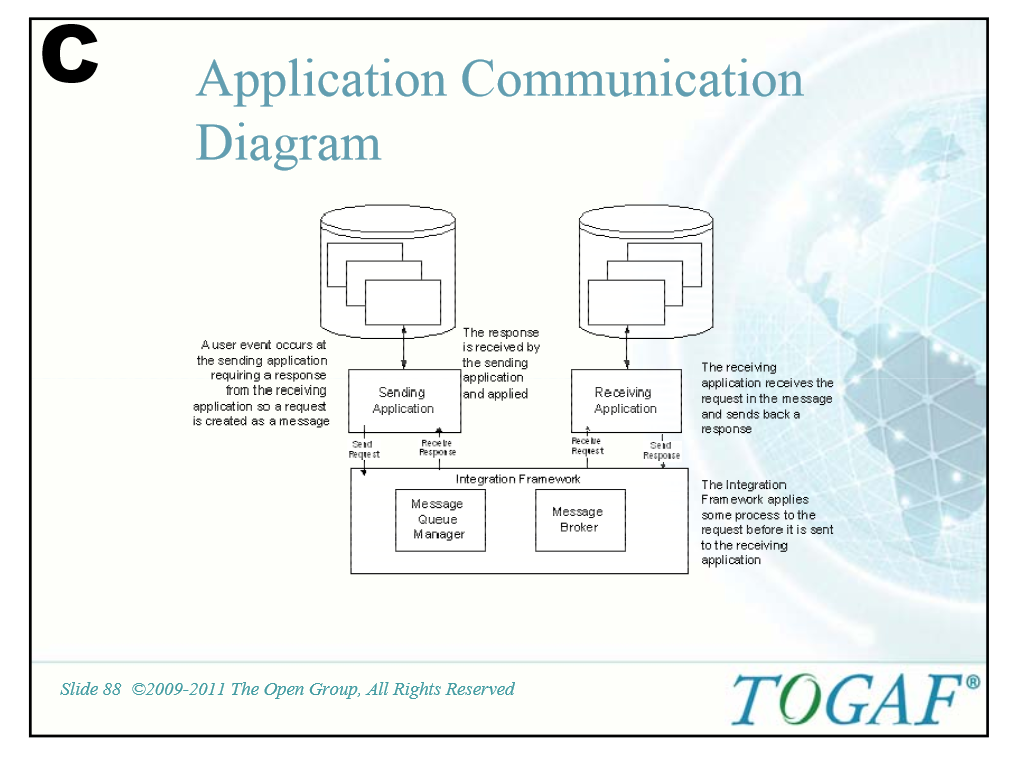 C
Application Communication
Diagram
A user event occurs at
the sending application
requiring a response
from the receiving
application so a request
is created as a message
The response
is received by
the sending
application
and applied
Sending
Application
Receiving
Application
The receiving
application receives the
request in the message
and sends back a
response
Send
Request
Receive
Response
Receive
Request
Send
Response
Integration Framework
Message
Queue
Manager
Message
Broker
The Integration
Framework applies
some process to the
request before it is sent
to the receiving
application
Slide 88 ©2009-2011 The Open Group, All Rights Reserved
TOGAF®